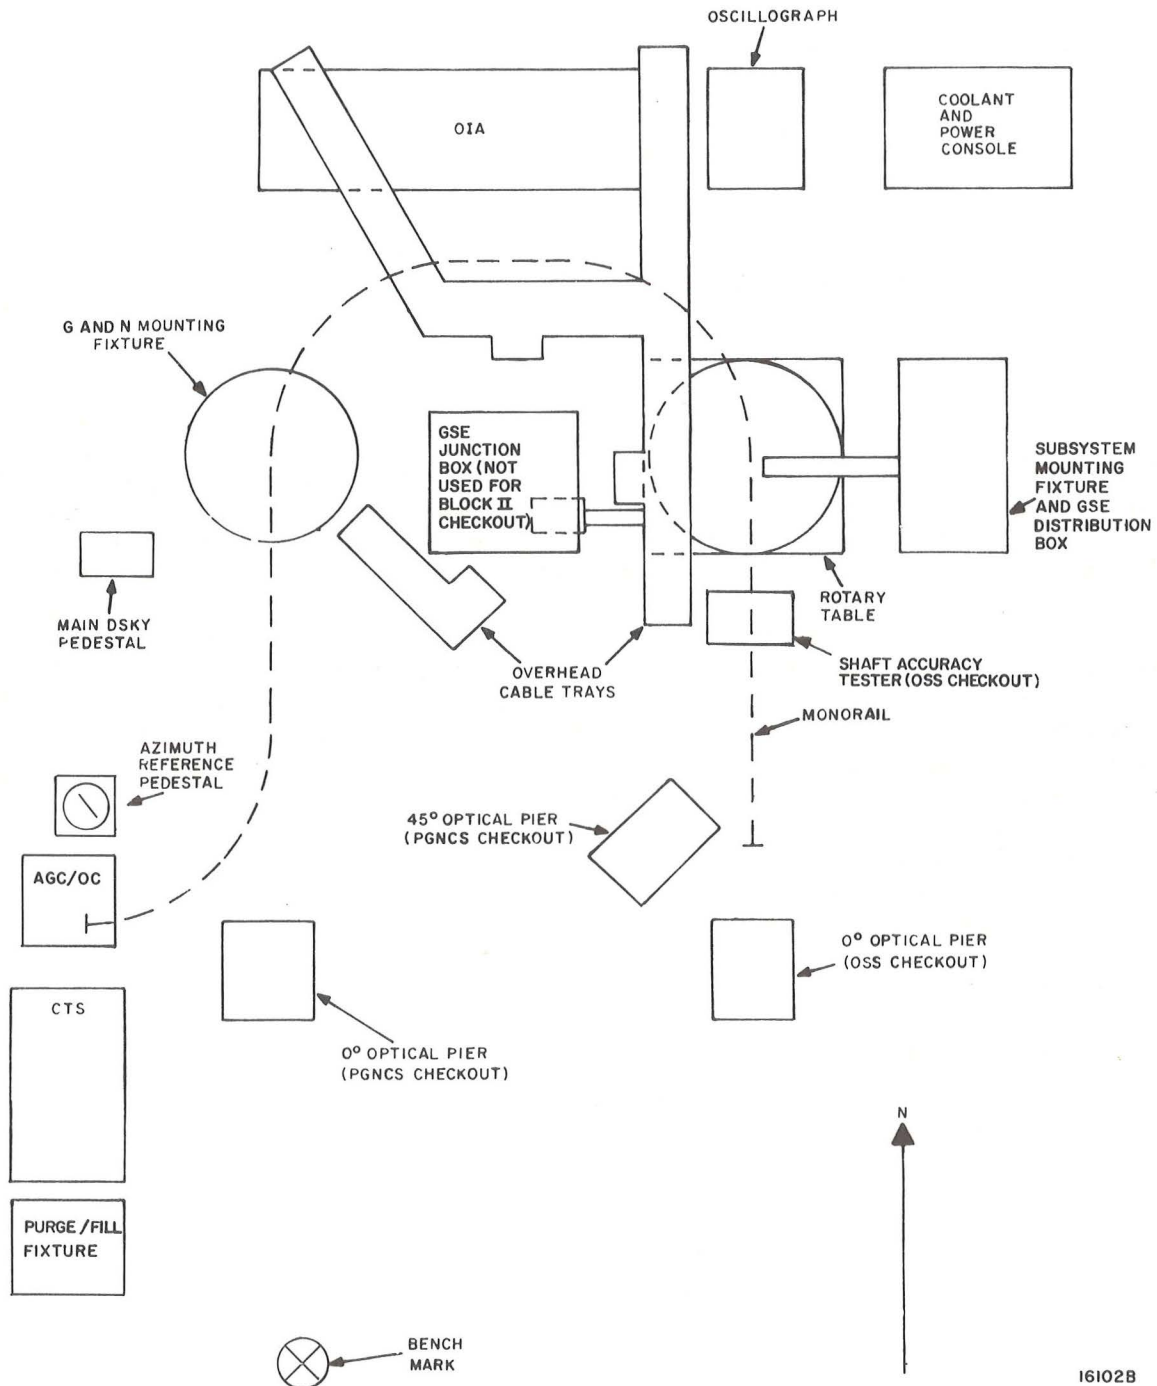 OSCILLOGRAPH
OIA
COOLANT
AND
POWER
CONSOLE
G AND N MOUNTING
FIXTURE
GSE
JUNCTION
BOX (NOT
USED FOR
BLOCK II
CHECKOUT)
SUBSYSTEM
MOUNTING
FIXTURE
AND GSE
DISTRIBUTION
BOX
MAIN DSKY
PEDESTAL
ROTARY
TABLE
OVERHEAD
CABLE TRAYS
SHAFT ACCURACY
TESTER (OSS CHECKOUT)
MONORAIL
AZIMUTH
REFERENCE
PEDESTAL
45° OPTICAL PIER
(PGNCS CHECKOUT)
AGC/OC
0° OPTICAL PIER
(OSS CHECKOUT)
CTS
0° OPTICAL PIER
(PGNCS CHECKOUT)
N
PURGE/FILL
FIXTURE
BENCH
MARK
16102B